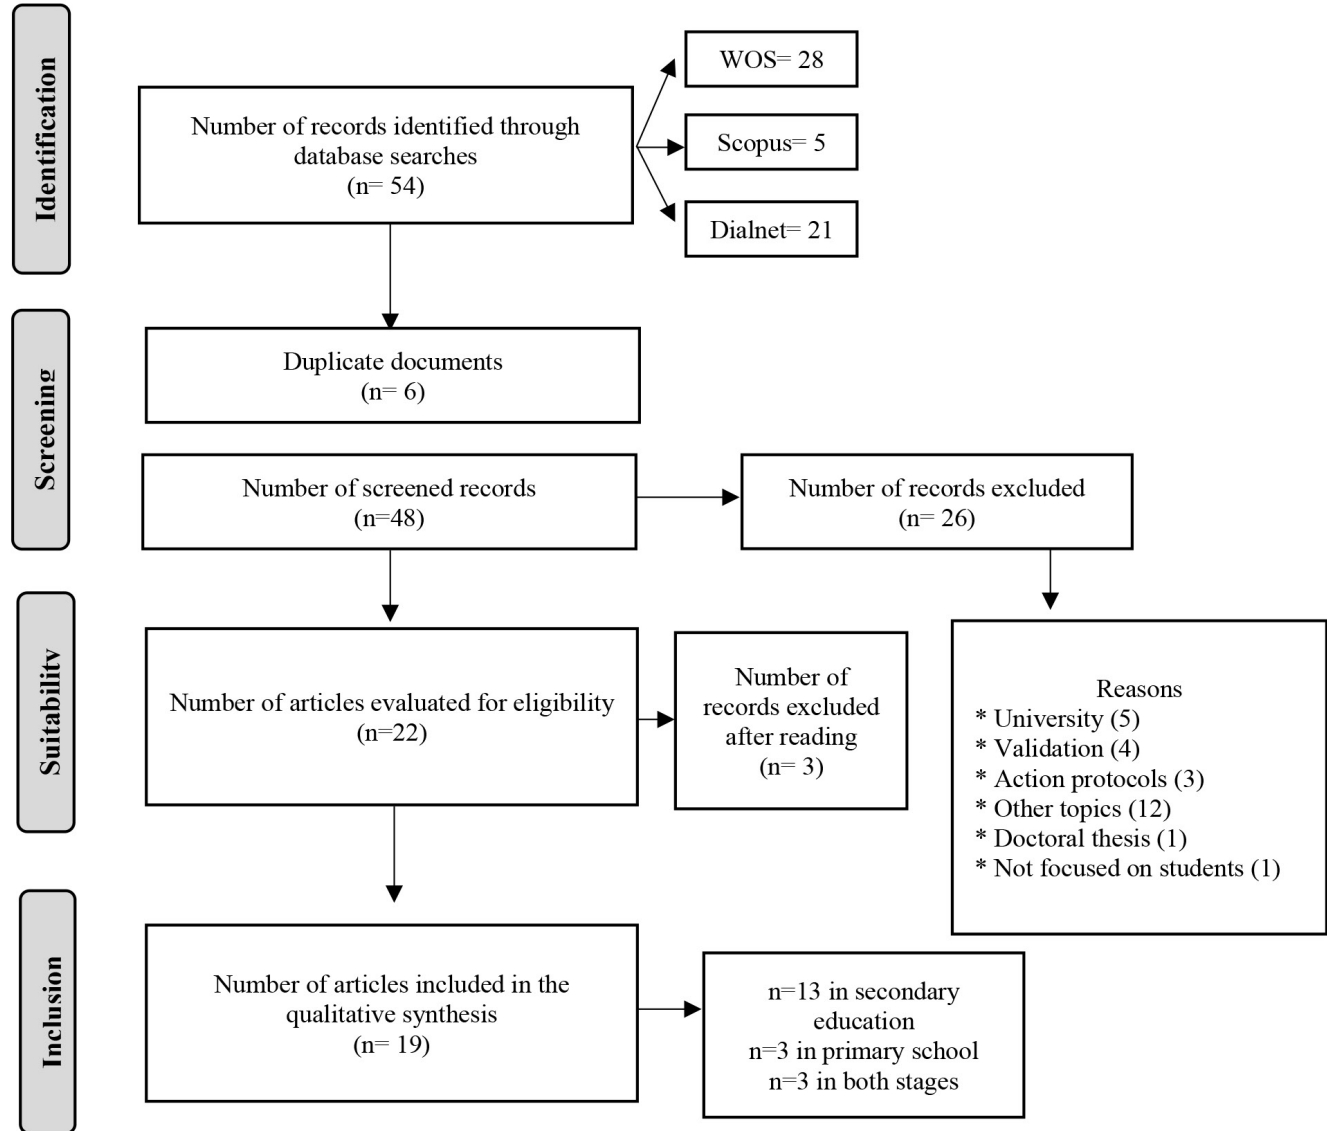 Identification
Number of records identified through
database searches
(n= 54)
WOS= 28
Scopus= 5
Dialnet= 21
Screening
Duplicate documents
(n= 6)
Number of screened records
(n=48)
Number of records excluded
(n= 26)
Suitability
Number of articles evaluated for eligibility
(n=22)
Number of
records excluded
after reading
(n= 3)
Reasons
* University (5)
* Validation (4)
* Action protocols (3)
* Other topics (12)
* Doctoral thesis (1)
* Not focused on students (1)
Inclusion
Number of articles included in the
qualitative synthesis
(n= 19)
n=13 in secondary
education
n=3 in primary school
n=3 in both stages